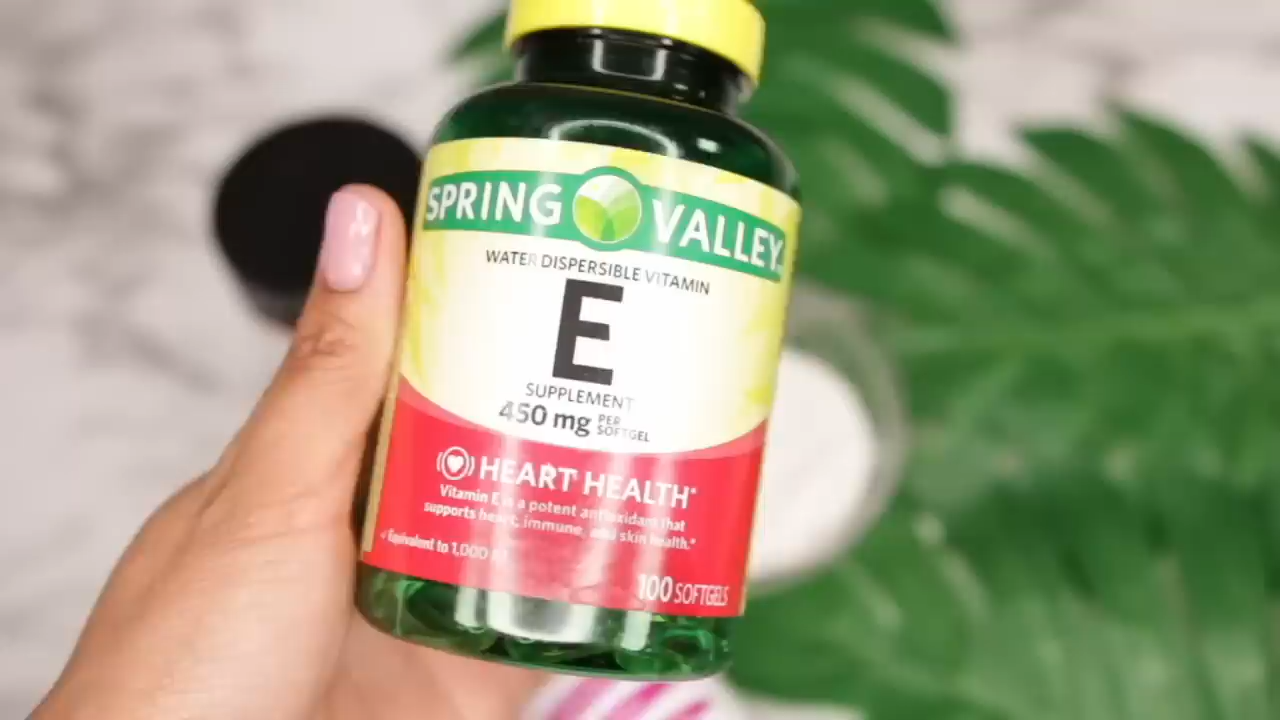 SPRING VALLEY
WATER DISPERSIBLE VITAMIN
E
SUPPLEMENT
450 mg PER SOFTGEL
HEART HEALTH*
Vitamin E is a potent antioxidant that
supports heart, immune, and skin health.*
Equivalent to 1,000 IU
100 SOFTGELS